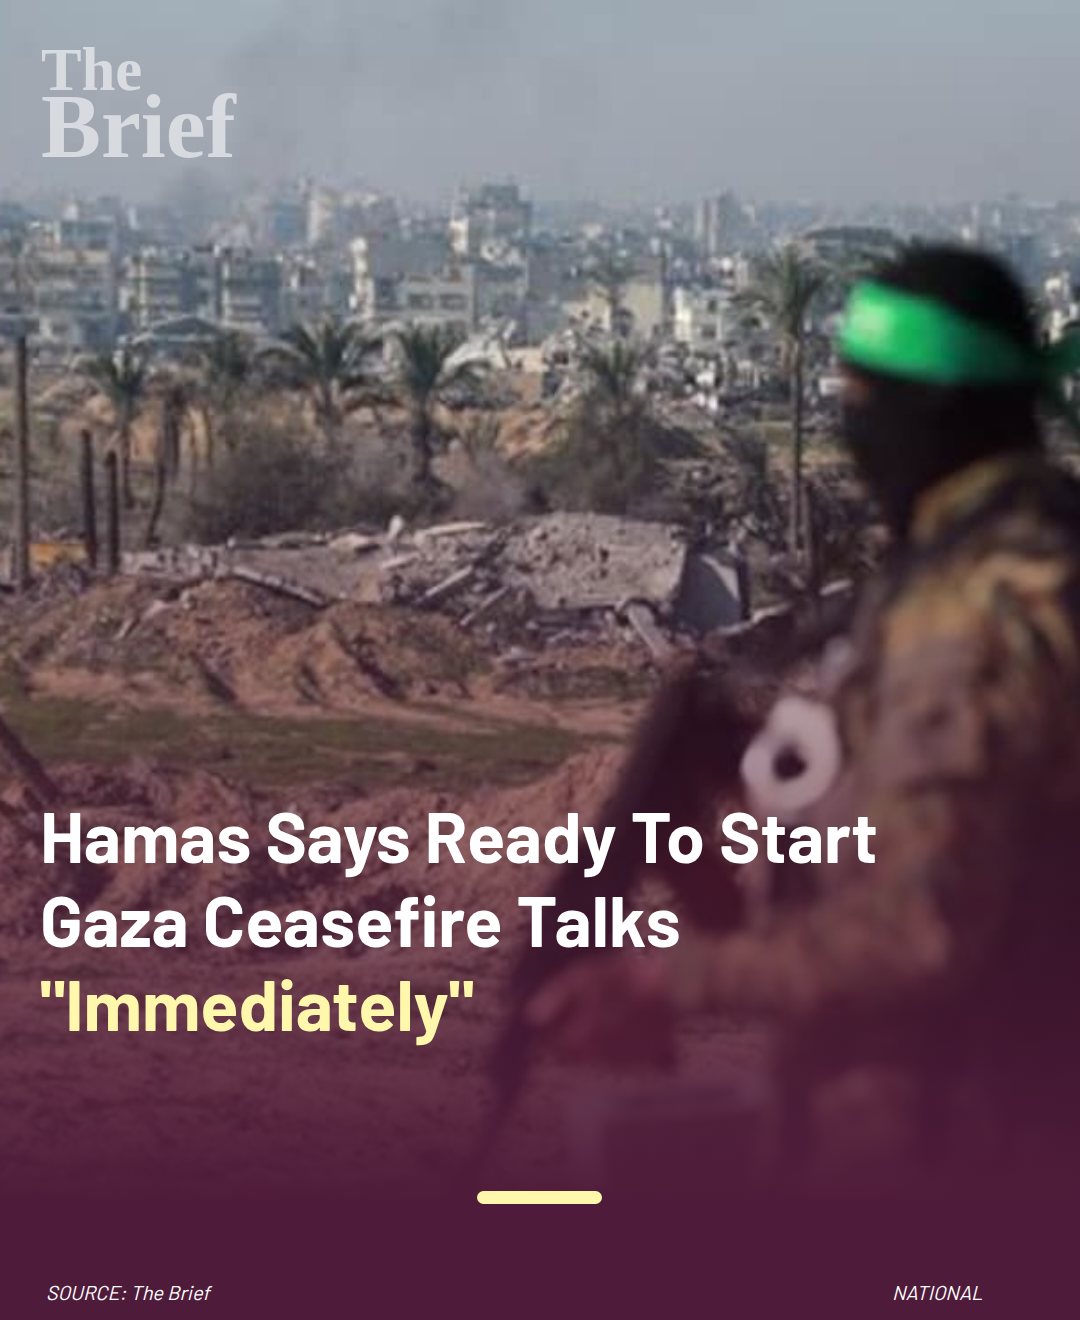 The
Brief
Hamas Says Ready To Start
Gaza Ceasefire Talks
"Immediately"
SOURCE: The Brief
NATIONAL